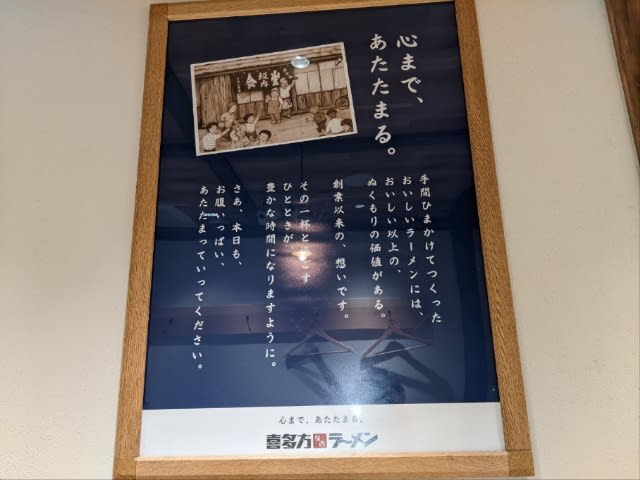 心まで、
あたたまる。
手間ひまかけてつくった
おいしいラーメンには、
おいしい以上の、
ぬくもりの価値がある。
創業以来の、想いです。
その一杯と過ごす
ひとときが、
豊かな時間になりますように。
さあ、本日も、
お腹いっぱい、
あたたまっていってください。
心まで、あたたまる。
喜多方ラーメン